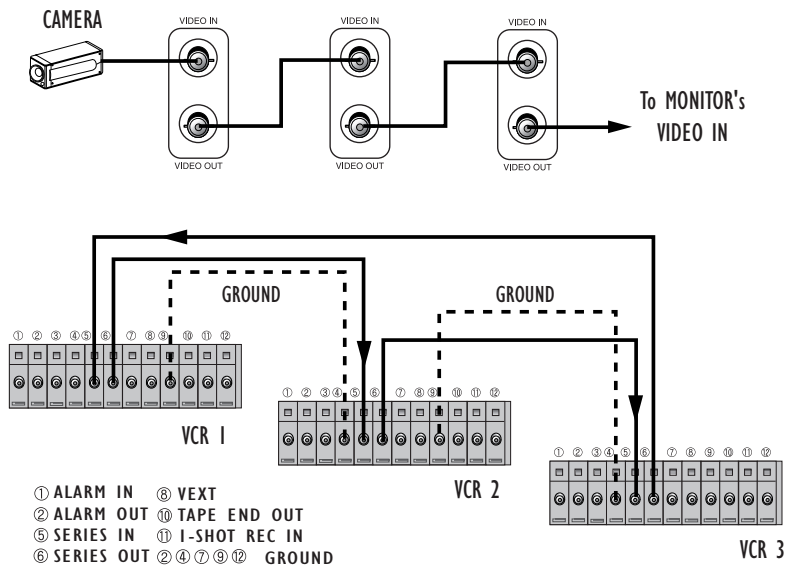 CAMERA
VIDEO IN
VIDEO IN
VIDEO IN
VIDEO OUT
VIDEO OUT
VIDEO OUT
To MONITOR's
VIDEO IN
GROUND
GROUND
① ② ③ ④ ⑤ ⑥ ⑦ ⑧ ⑨ ⑩ ⑪ ⑫
VCR 1
① ② ③ ④ ⑤ ⑥ ⑦ ⑧ ⑨ ⑩ ⑪ ⑫
VCR 2
① ② ③ ④ ⑤ ⑥ ⑦ ⑧ ⑨ ⑩ ⑪ ⑫
VCR 3
① ALARM IN ⑧ VEXT
② ALARM OUT ⑩ TAPE END OUT
⑤ SERIES IN ⑪ 1-SHOT REC IN
⑥ SERIES OUT ②④⑦⑨⑫ GROUND